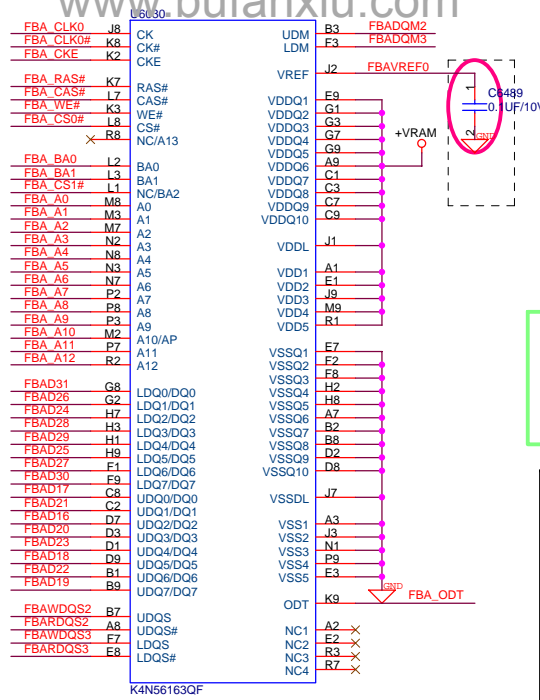 www.bufanxiu.com
U6030
FBA_CLK0 J8 CK
FBA_CLK0# K8 CK#
FBA_CKE K2 CKE
FBA_RAS# K7 RAS#
FBA_CAS# L7 CAS#
FBA_WE# K3 WE#
FBA_CS0# L8 CS#
R8 NC/A13
FBA_BA0 L2 BA0
FBA_BA1 L3 BA1
FBA_CS1# L1 NC/BA2
FBA_A0 M8 A0
FBA_A1 M3 A1
FBA_A2 M7 A2
FBA_A3 N2 A3
FBA_A4 N8 A4
FBA_A5 N3 A5
FBA_A6 N7 A6
FBA_A7 P2 A7
FBA_A8 P8 A8
FBA_A9 P3 A9
FBA_A10 M2 A10/AP
FBA_A11 P7 A11
FBA_A12 R2 A12
FBAD31 G8 LDQ0/DQ0
FBAD26 G2 LDQ1/DQ1
FBAD24 H7 LDQ2/DQ2
FBAD28 H3 LDQ3/DQ3
FBAD29 H1 LDQ4/DQ4
FBAD25 H9 LDQ5/DQ5
FBAD27 F1 LDQ6/DQ6
FBAD30 F9 LDQ7/DQ7
FBAD17 C8 UDQ0/DQ0
FBAD21 C2 UDQ1/DQ1
FBAD16 D7 UDQ2/DQ2
FBAD20 D3 UDQ3/DQ3
FBAD23 D1 UDQ4/DQ4
FBAD18 D9 UDQ5/DQ5
FBAD22 B1 UDQ6/DQ6
FBAD19 B9 UDQ7/DQ7
FBAWDQS2 B7 UDQS
FBARDQS2 A8 UDQS#
FBAWDQS3 F7 LDQS
FBARDQS3 E8 LDQS#
UDM B3 FBADQM2
LDM F3 FBADQM3
VREF J2 FBAVREF0
VDDQ1 E9
VDDQ2 G1
VDDQ3 G3
VDDQ4 G7
VDDQ5 G9
VDDQ6 A9
VDDQ7 C1
VDDQ8 C3
VDDQ9 C7
VDDQ10 C9
VDDL J1
VDD1 A1
VDD2 E1
VDD3 J9
VDD4 M9
VDD5 R1
VSSQ1 E7
VSSQ2 F2
VSSQ3 F8
VSSQ4 H2
VSSQ5 H8
VSSQ6 A7
VSSQ7 B2
VSSQ8 B8
VSSQ9 D2
VSSQ10 D8
VSSDL J7
VSS1 A3
VSS2 J3
VSS3 N1
VSS4 P9
VSS5 E3
GND
ODT K9 FBA_ODT
NC1 A2
NC2 E2
NC3 R3
NC4 R7
K4N56163QF
+VRAM
1
C6489
0.1UF/10V
2
GND